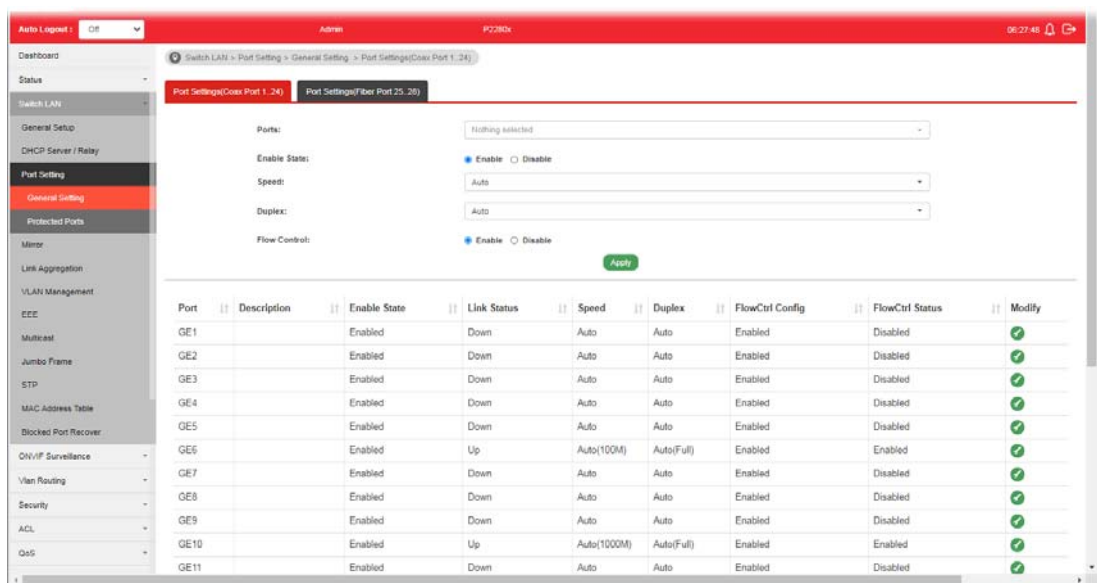 Auto Logout : Off Admin P2280x 06:27:45
Switch LAN > Port Setting > General Setting > Port Settings(Coax Port 1..24)
Dashboard
Status
Switch LAN
General Setup
DHCP Server / Relay
Port Setting
General Setting
Protected Ports
Mirror
Link Aggregation
VLAN Management
EEE
Multicast
Jumbo Frame
STP
MAC Address Table
Blocked Port Recover
ONVIF Surveillance
Vlan Routing
Security
ACL
QoS
Port Settings(Coax Port 1..24) Port Settings(Fiber Port 25..28)
Ports: Nothing selected
Enable State: Enable Disable
Speed: Auto
Duplex: Auto
Flow Control: Enable Disable
Apply
Port Description Enable State Link Status Speed Duplex FlowCtrl Config FlowCtrl Status Modify
GE1 Enabled Down Auto Auto Enabled Disabled
GE2 Enabled Down Auto Auto Enabled Disabled
GE3 Enabled Down Auto Auto Enabled Disabled
GE4 Enabled Down Auto Auto Enabled Disabled
GE5 Enabled Down Auto Auto Enabled Disabled
GE6 Enabled Up Auto(100M) Auto(Full) Enabled Enabled
GE7 Enabled Down Auto Auto Enabled Disabled
GE8 Enabled Down Auto Auto Enabled Disabled
GE9 Enabled Down Auto Auto Enabled Disabled
GE10 Enabled Up Auto(1000M) Auto(Full) Enabled Enabled
GE11 Enabled Down Auto Auto Enabled Disabled